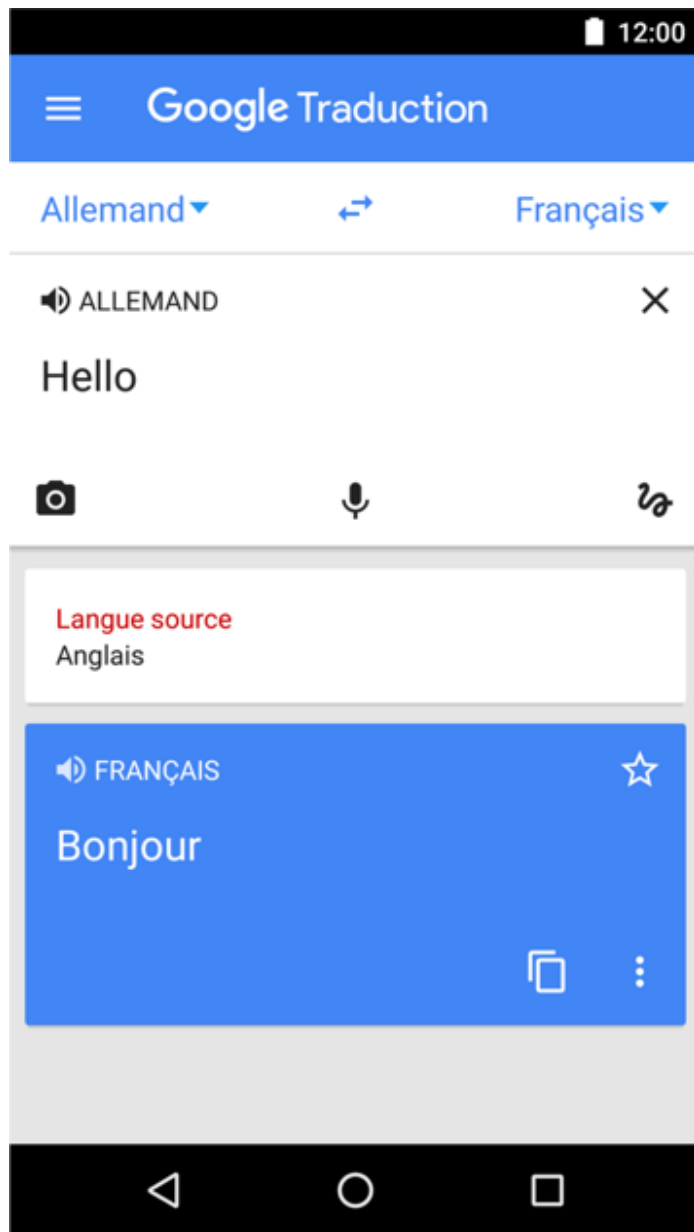 12:00
Google Traduction
Allemand Français
ALLEMAND
Hello
Langue source
Anglais
FRANÇAIS
Bonjour